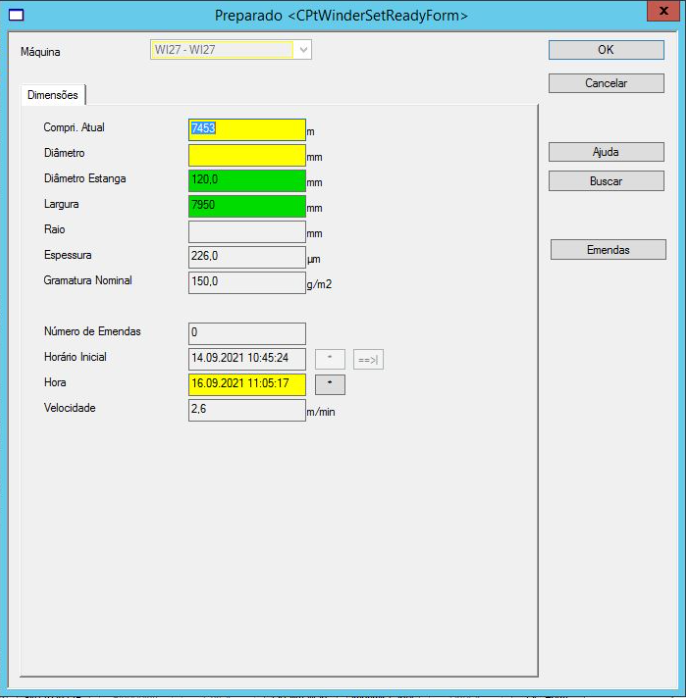 Preparado <CPtWinderSetReadyForm>
x
Máquina
WI27 - WI27
OK
Cancelar
Dimensões
Compri. Atual 7453 m
Diâmetro mm
Ajuda
Diâmetro Estanga 120,0 mm
Buscar
Largura 7950 mm
Raio mm
Espessura 226,0 µm
Emendas
Gramatura Nominal 150,0 g/m2
Número de Emendas 0
Horário Inicial 14.09.2021 10:45:24 * ==>|
Hora 16.09.2021 11:05:17 *
Velocidade 2,6 m/min